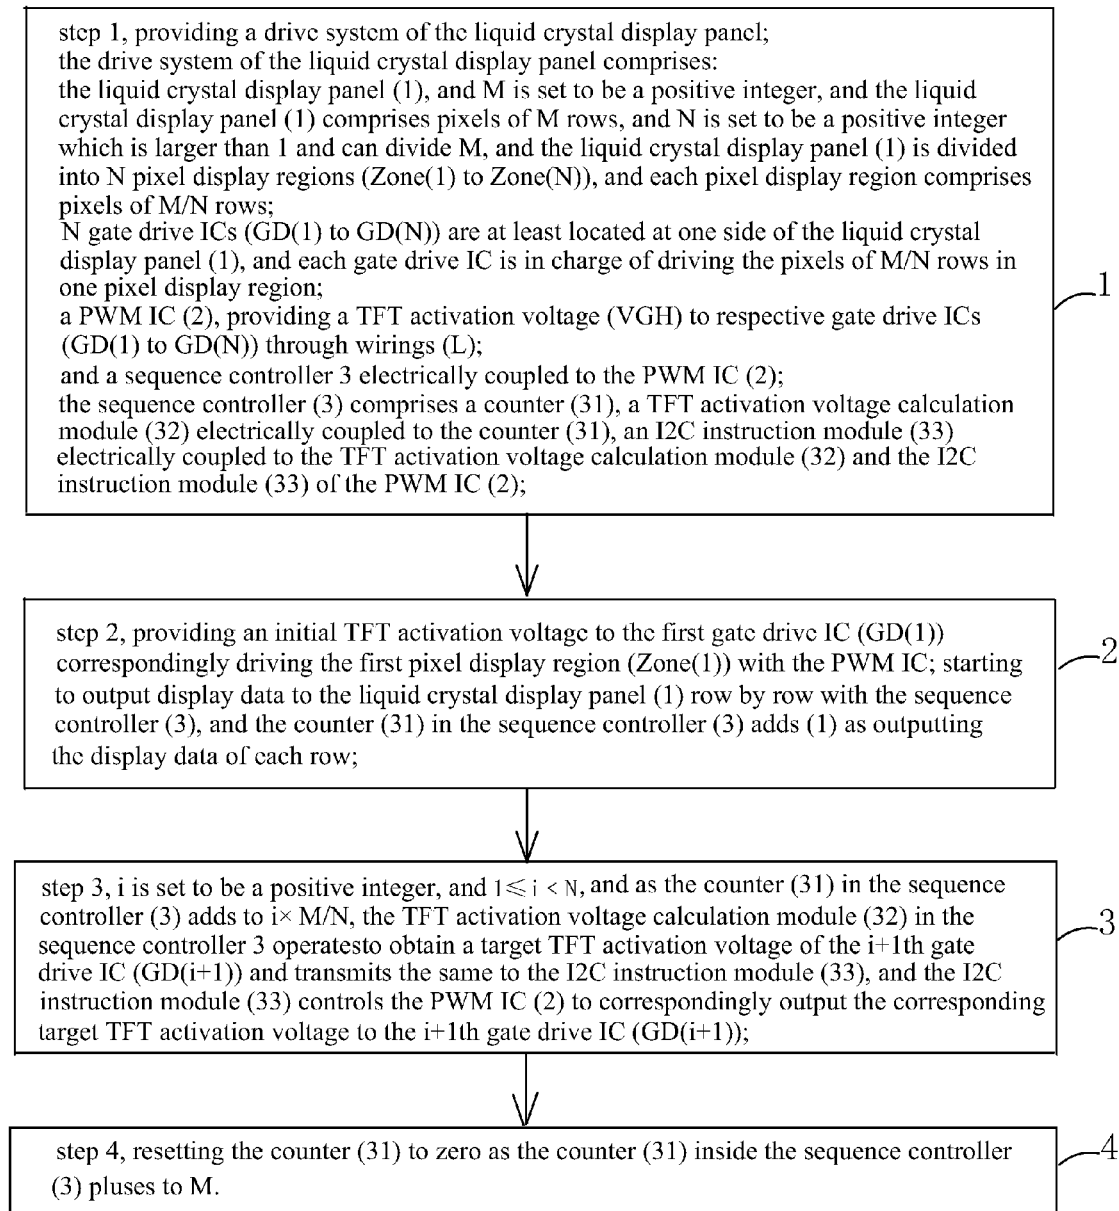 step 1, providing a drive system of the liquid crystal display panel;
the drive system of the liquid crystal display panel comprises:
the liquid crystal display panel (1), and M is set to be a positive integer, and the liquid
crystal display panel (1) comprises pixels of M rows, and N is set to be a positive integer
which is larger than 1 and can divide M, and the liquid crystal display panel (1) is divided
into N pixel display regions (Zone(1) to Zone(N)), and each pixel display region comprises
pixels of M/N rows;
N gate drive ICs (GD(1) to GD(N)) are at least located at one side of the liquid crystal
display panel (1), and each gate drive IC is in charge of driving the pixels of M/N rows in
one pixel display region;
a PWM IC (2), providing a TFT activation voltage (VGH) to respective gate drive ICs
(GD(1) to GD(N)) through wirings (L);
and a sequence controller 3 electrically coupled to the PWM IC (2);
the sequence controller (3) comprises a counter (31), a TFT activation voltage calculation
module (32) electrically coupled to the counter (31), an I2C instruction module (33)
electrically coupled to the TFT activation voltage calculation module (32) and the I2C
instruction module (33) of the PWM IC (2);
1
step 2, providing an initial TFT activation voltage to the first gate drive IC (GD(1))
correspondingly driving the first pixel display region (Zone(1)) with the PWM IC; starting
to output display data to the liquid crystal display panel (1) row by row with the sequence
controller (3), and the counter (31) in the sequence controller (3) adds (1) as outputting
the display data of each row;
2
step 3, i is set to be a positive integer, and 1≤i<N, and as the counter (31) in the sequence
controller (3) adds to i× M/N, the TFT activation voltage calculation module (32) in the
sequence controller 3 operatesto obtain a target TFT activation voltage of the i+1th gate
drive IC (GD(i+1)) and transmits the same to the I2C instruction module (33), and the I2C
instruction module (33) controls the PWM IC (2) to correspondingly output the corresponding
target TFT activation voltage to the i+1th gate drive IC (GD(i+1));
3
step 4, resetting the counter (31) to zero as the counter (31) inside the sequence controller
(3) pluses to M.
4